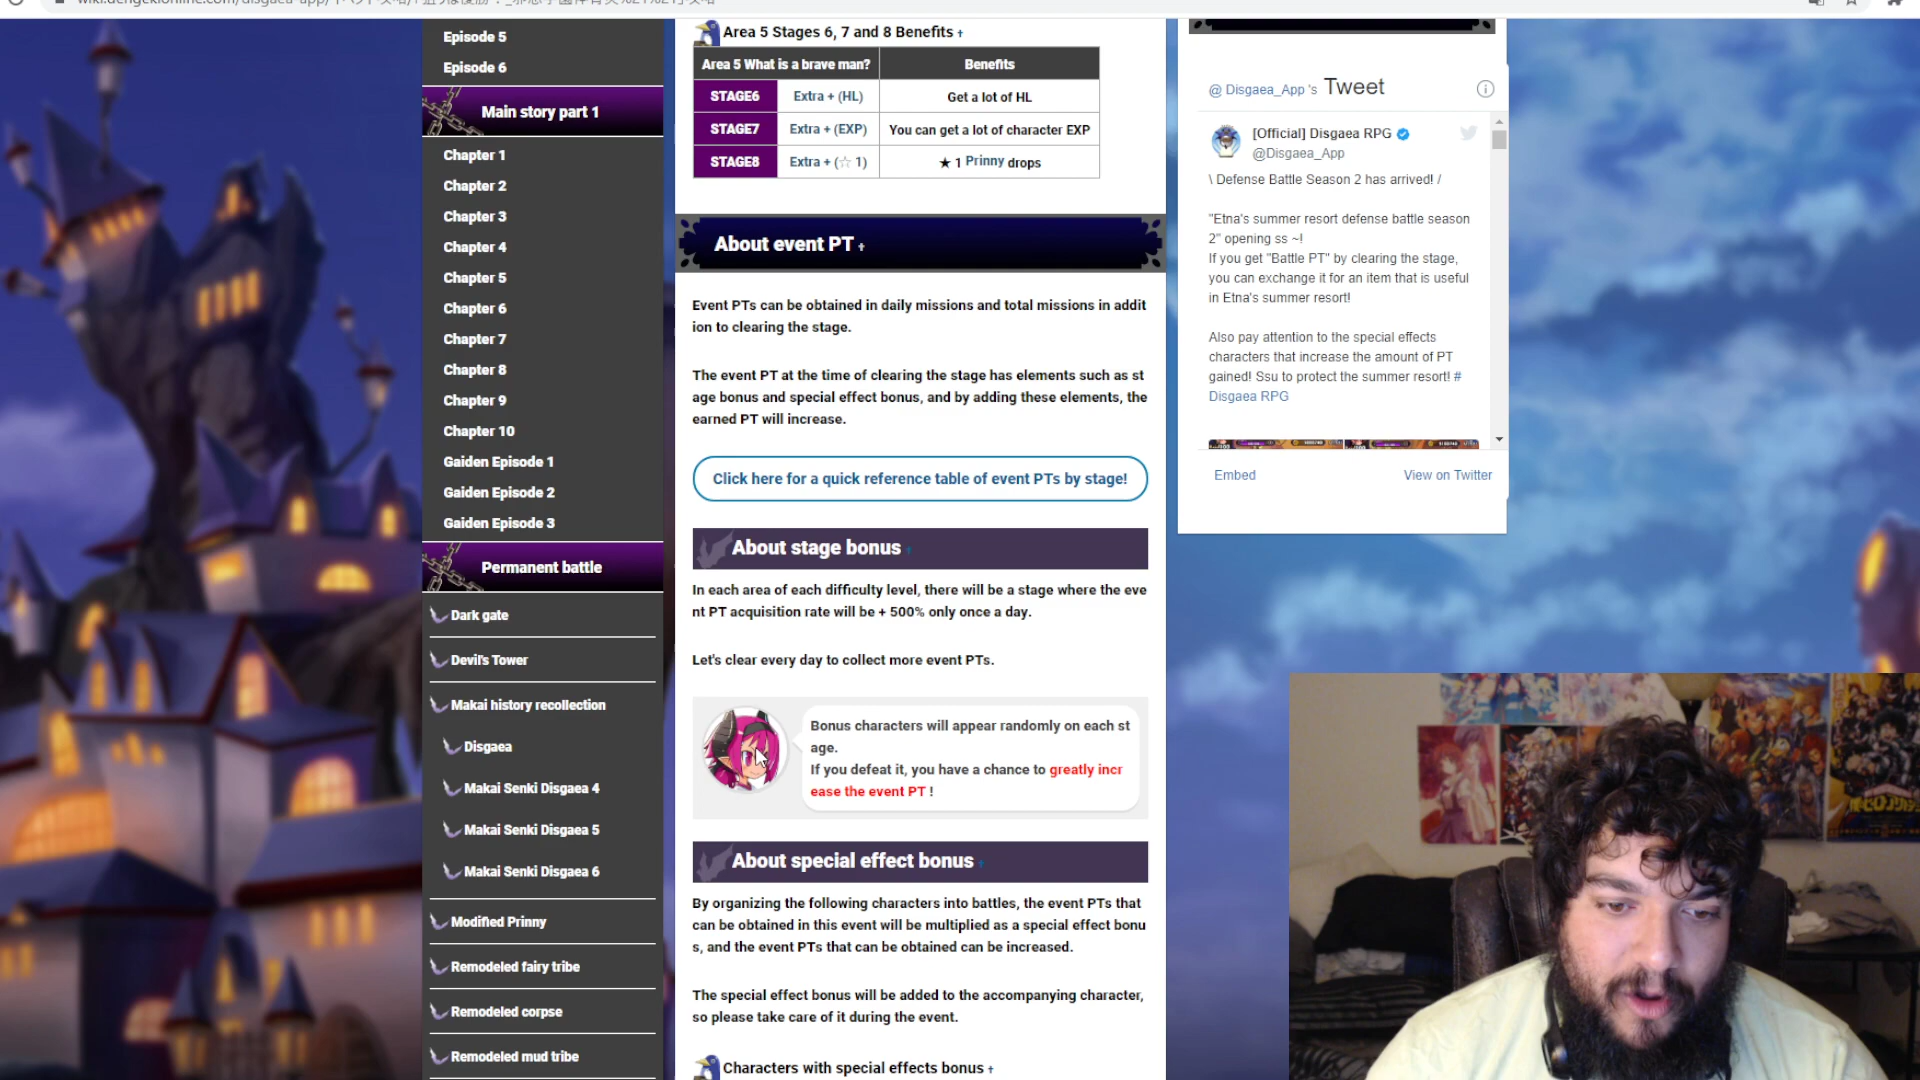 Episode 5
Episode 6
Main story part 1
Chapter 1
Chapter 2
Chapter 3
Chapter 4
Chapter 5
Chapter 6
Chapter 7
Chapter 8
Chapter 9
Chapter 10
Gaiden Episode 1
Gaiden Episode 2
Gaiden Episode 3
Permanent battle
Dark gate
Devil's Tower
Makai history recollection
Disgaea
Makai Senki Disgaea 4
Makai Senki Disgaea 5
Makai Senki Disgaea 6
Modified Prinny
Remodeled fairy tribe
Remodeled corpse
Remodeled mud tribe
Area 5 Stages 6, 7 and 8 Benefits †
Area 5 What is a brave man? Benefits
STAGE6 Extra + (HL) Get a lot of HL
STAGE7 Extra + (EXP) You can get a lot of character EXP
STAGE8 Extra + (☆ 1) ★ 1 Prinny drops
About event PT †
Event PTs can be obtained in daily missions and total missions in addit
ion to clearing the stage.
The event PT at the time of clearing the stage has elements such as st
age bonus and special effect bonus, and by adding these elements, the
earned PT will increase.
Click here for a quick reference table of event PTs by stage!
About stage bonus †
In each area of each difficulty level, there will be a stage where the eve
nt PT acquisition rate will be + 500% only once a day.
Let's clear every day to collect more event PTs.
Bonus characters will appear randomly on each st
age.
If you defeat it, you have a chance to greatly incr
ease the event PT !
About special effect bonus †
By organizing the following characters into battles, the event PTs that
can be obtained in this event will be multiplied as a special effect bonu
s, and the event PTs that can be obtained can be increased.
The special effect bonus will be added to the accompanying character,
so please take care of it during the event.
Characters with special effects bonus †
@ Disgaea_App 's Tweet
[Official] Disgaea RPG
@Disgaea_App
\ Defense Battle Season 2 has arrived! /
"Etna's summer resort defense battle season
2" opening ss ~!
If you get "Battle PT" by clearing the stage,
you can exchange it for an item that is useful
in Etna's summer resort!
Also pay attention to the special effects
characters that increase the amount of PT
gained! Ssu to protect the summer resort! #
Disgaea RPG
Embed View on Twitter